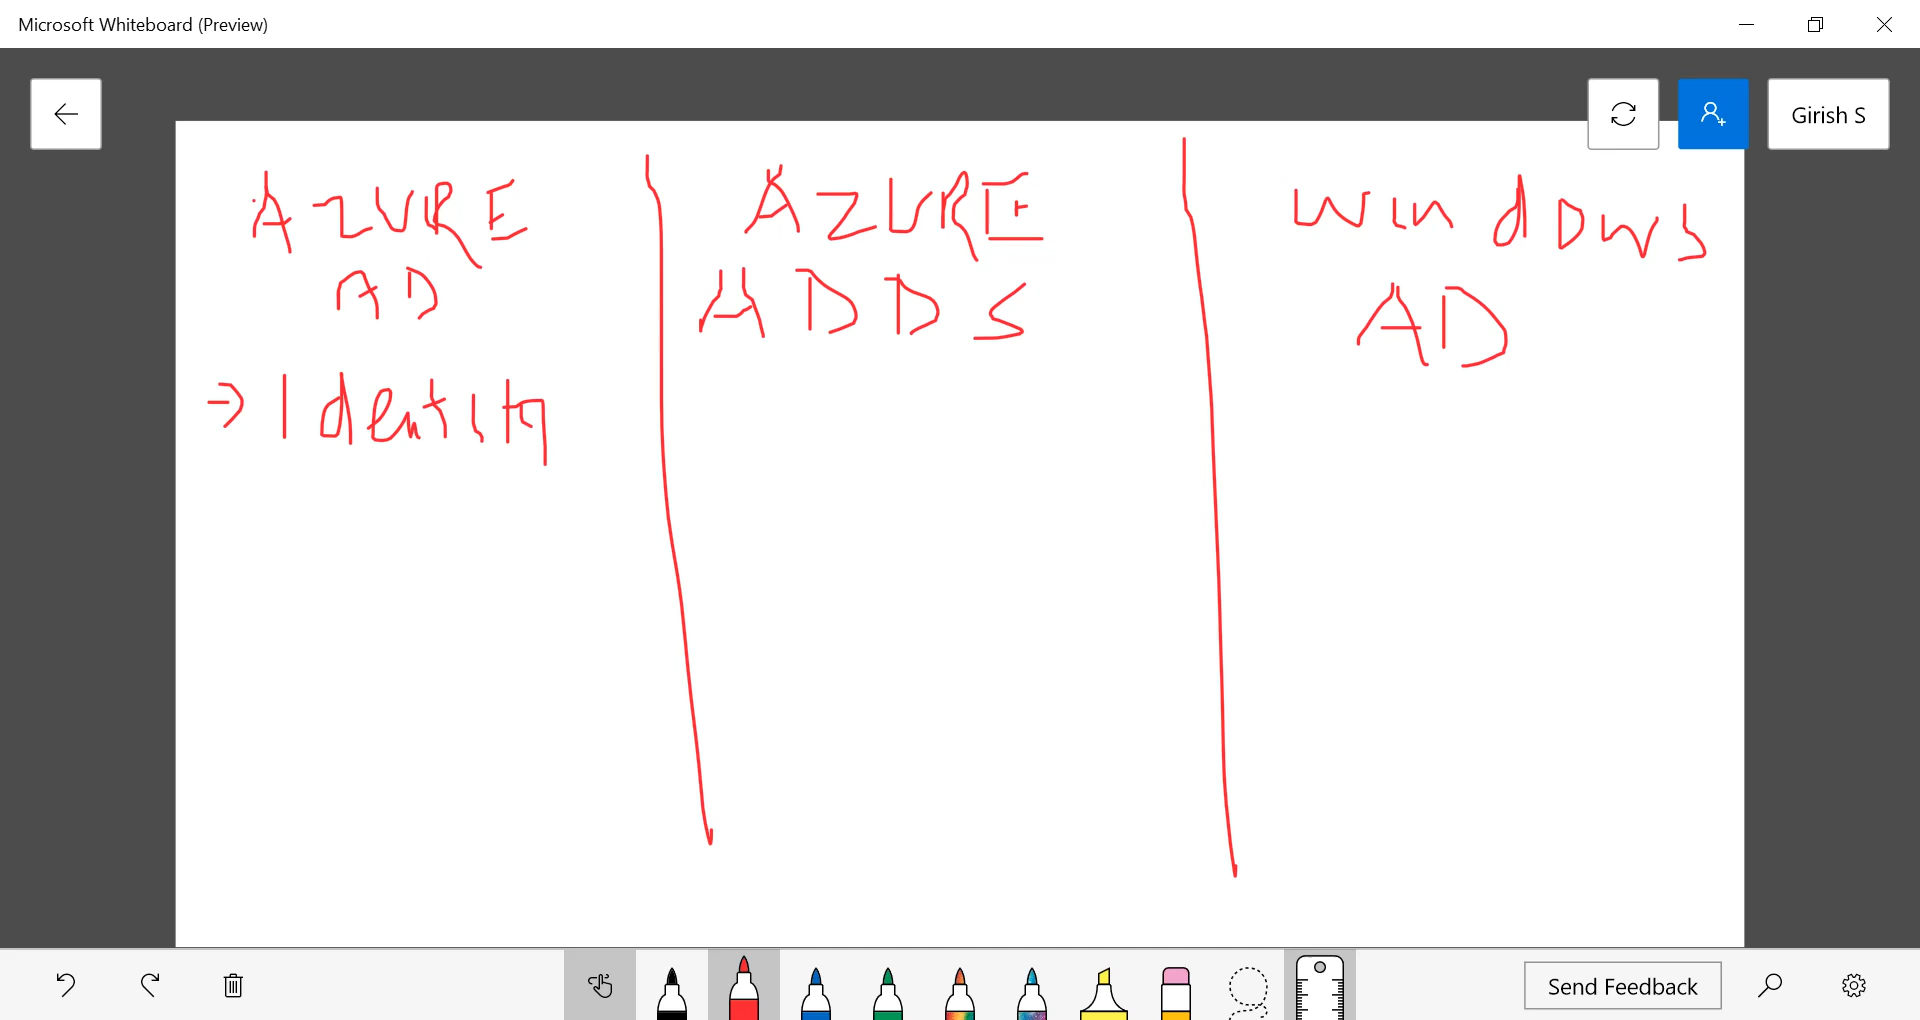 Microsoft Whiteboard (Preview)
Girish S
AZURE
AD
→ Identity
AZURE
ADDS
Windows
AD
Send Feedback